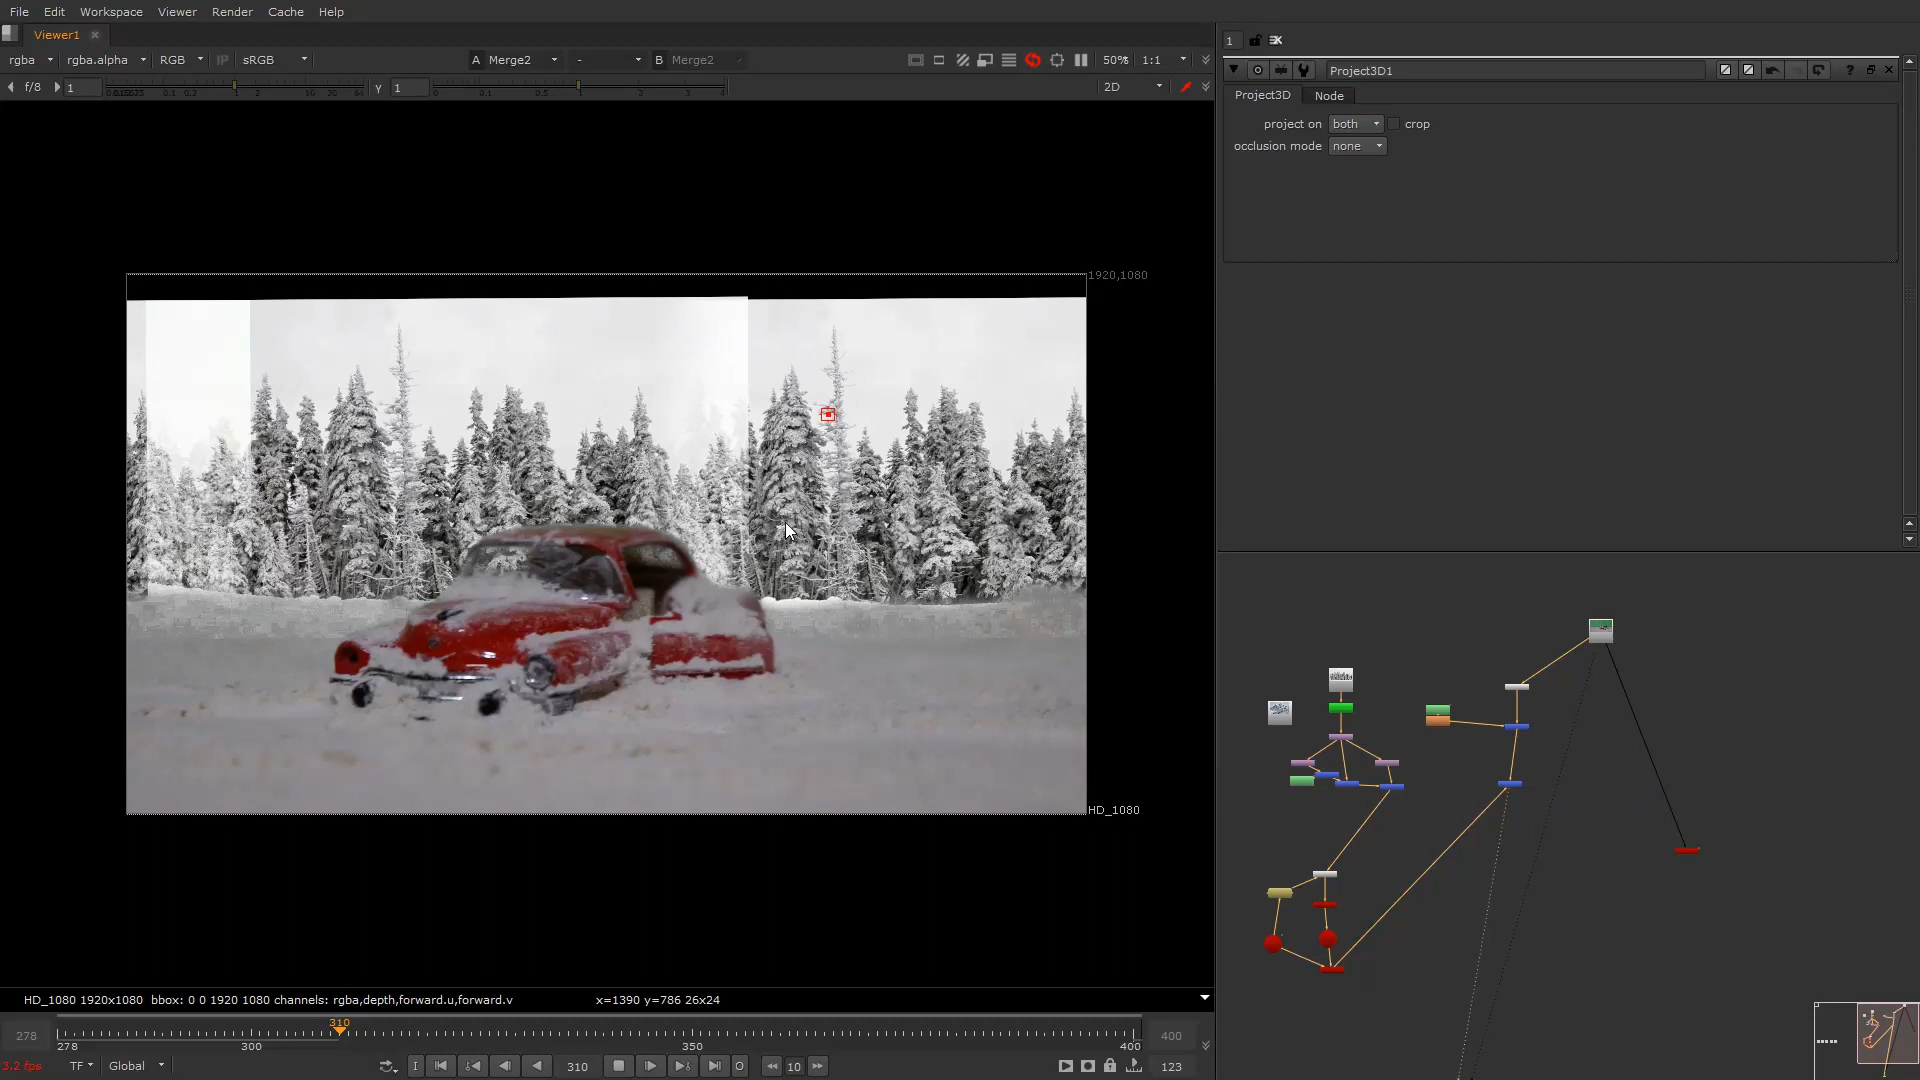 File Edit Workspace Viewer Render Cache Help
Viewer1
1
rgba rgba.alpha RGB IP sRGB A Merge2 - B Merge2 - 50% 1:1
Project3D1
f/8 1 Y 1 2D
Project3D Node
project on both crop
occlusion mode none
1920,1080
HD_1080
HD_1080 1920x1080 bbox: 0 0 1920 1080 channels: rgba,depth,forward.u,forward.v x=1390 y=786 26x24
310
278 400
278 300 350 400
3.2 fps TF Global I 310 O 10 123